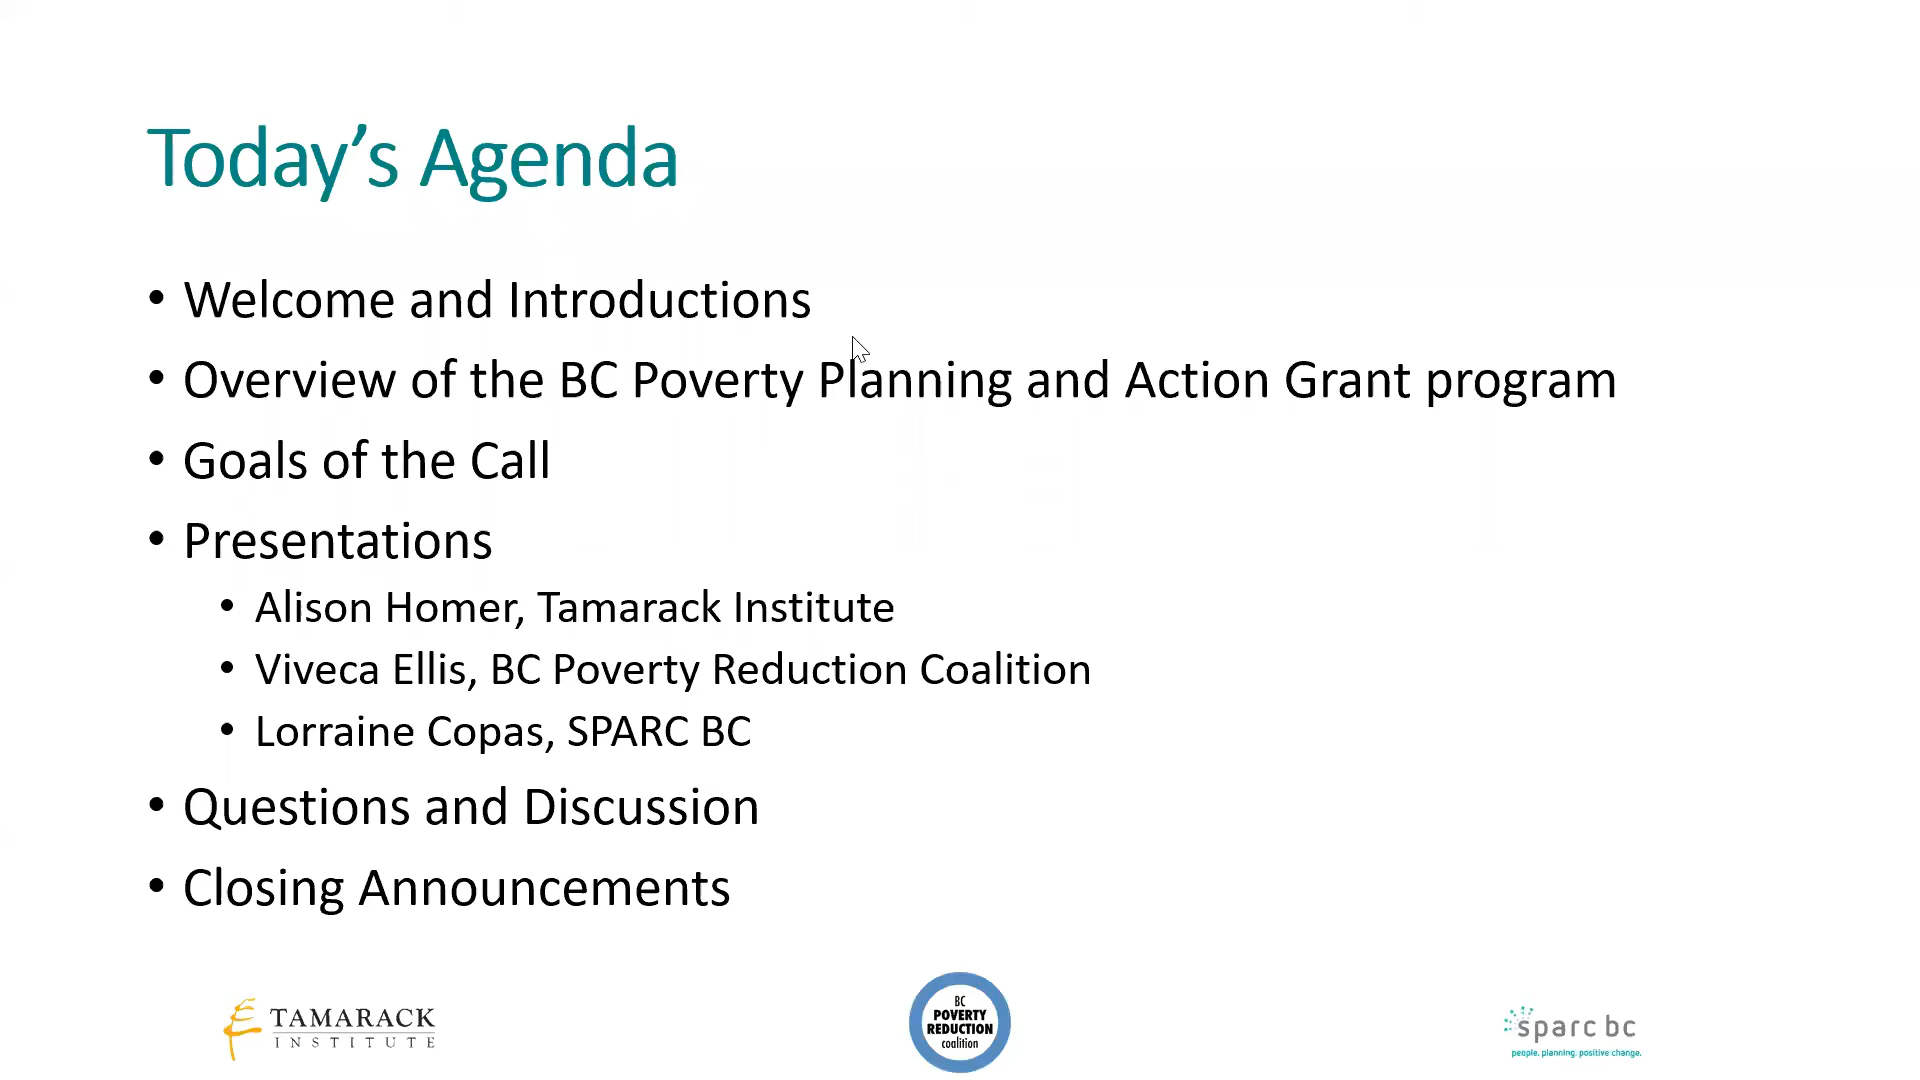 Today’s Agenda
• Welcome and Introductions
• Overview of the BC Poverty Planning and Action Grant program
• Goals of the Call
• Presentations
• Alison Homer, Tamarack Institute
• Viveca Ellis, BC Poverty Reduction Coalition
• Lorraine Copas, SPARC BC
• Questions and Discussion
• Closing Announcements
TAMARACK
INSTITUTE
BC
POVERTY
REDUCTION
coalition
sparc bc
people. planning. positive change.